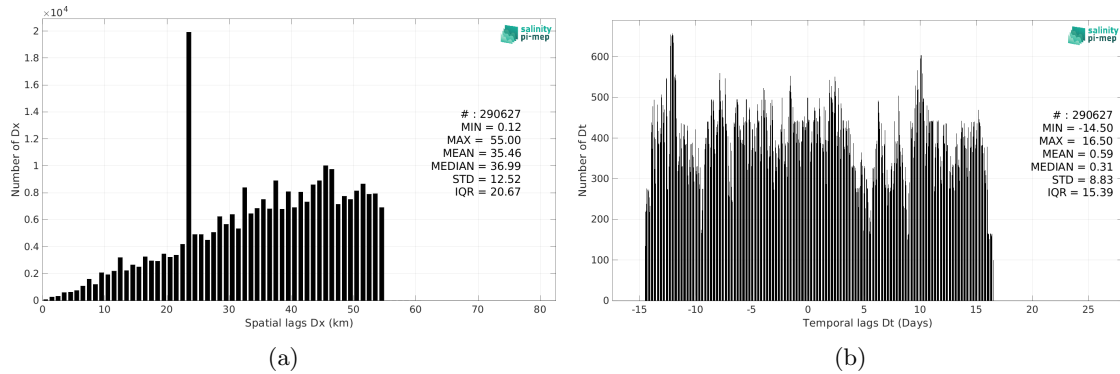 ×10⁴
2
1.8
1.6
1.4
1.2
1
0.8
0.6
0.4
0.2
0
Number of Dx
salinity
pi-mep
# : 290627
MIN = 0.12
MAX = 55.00
MEAN = 35.46
MEDIAN = 36.99
STD = 12.52
IQR = 20.67
0 10 20 30 40 50 60 70 80
Spatial lags Dx (km)
(a)
600
500
400
300
200
100
0
Number of Dt
salinity
pi-mep
# : 290627
MIN = -14.50
MAX = 16.50
MEAN = 0.59
MEDIAN = 0.31
STD = 8.83
IQR = 15.39
-15 -10 -5 0 5 10 15 20 25
Temporal lags Dt (Days)
(b)